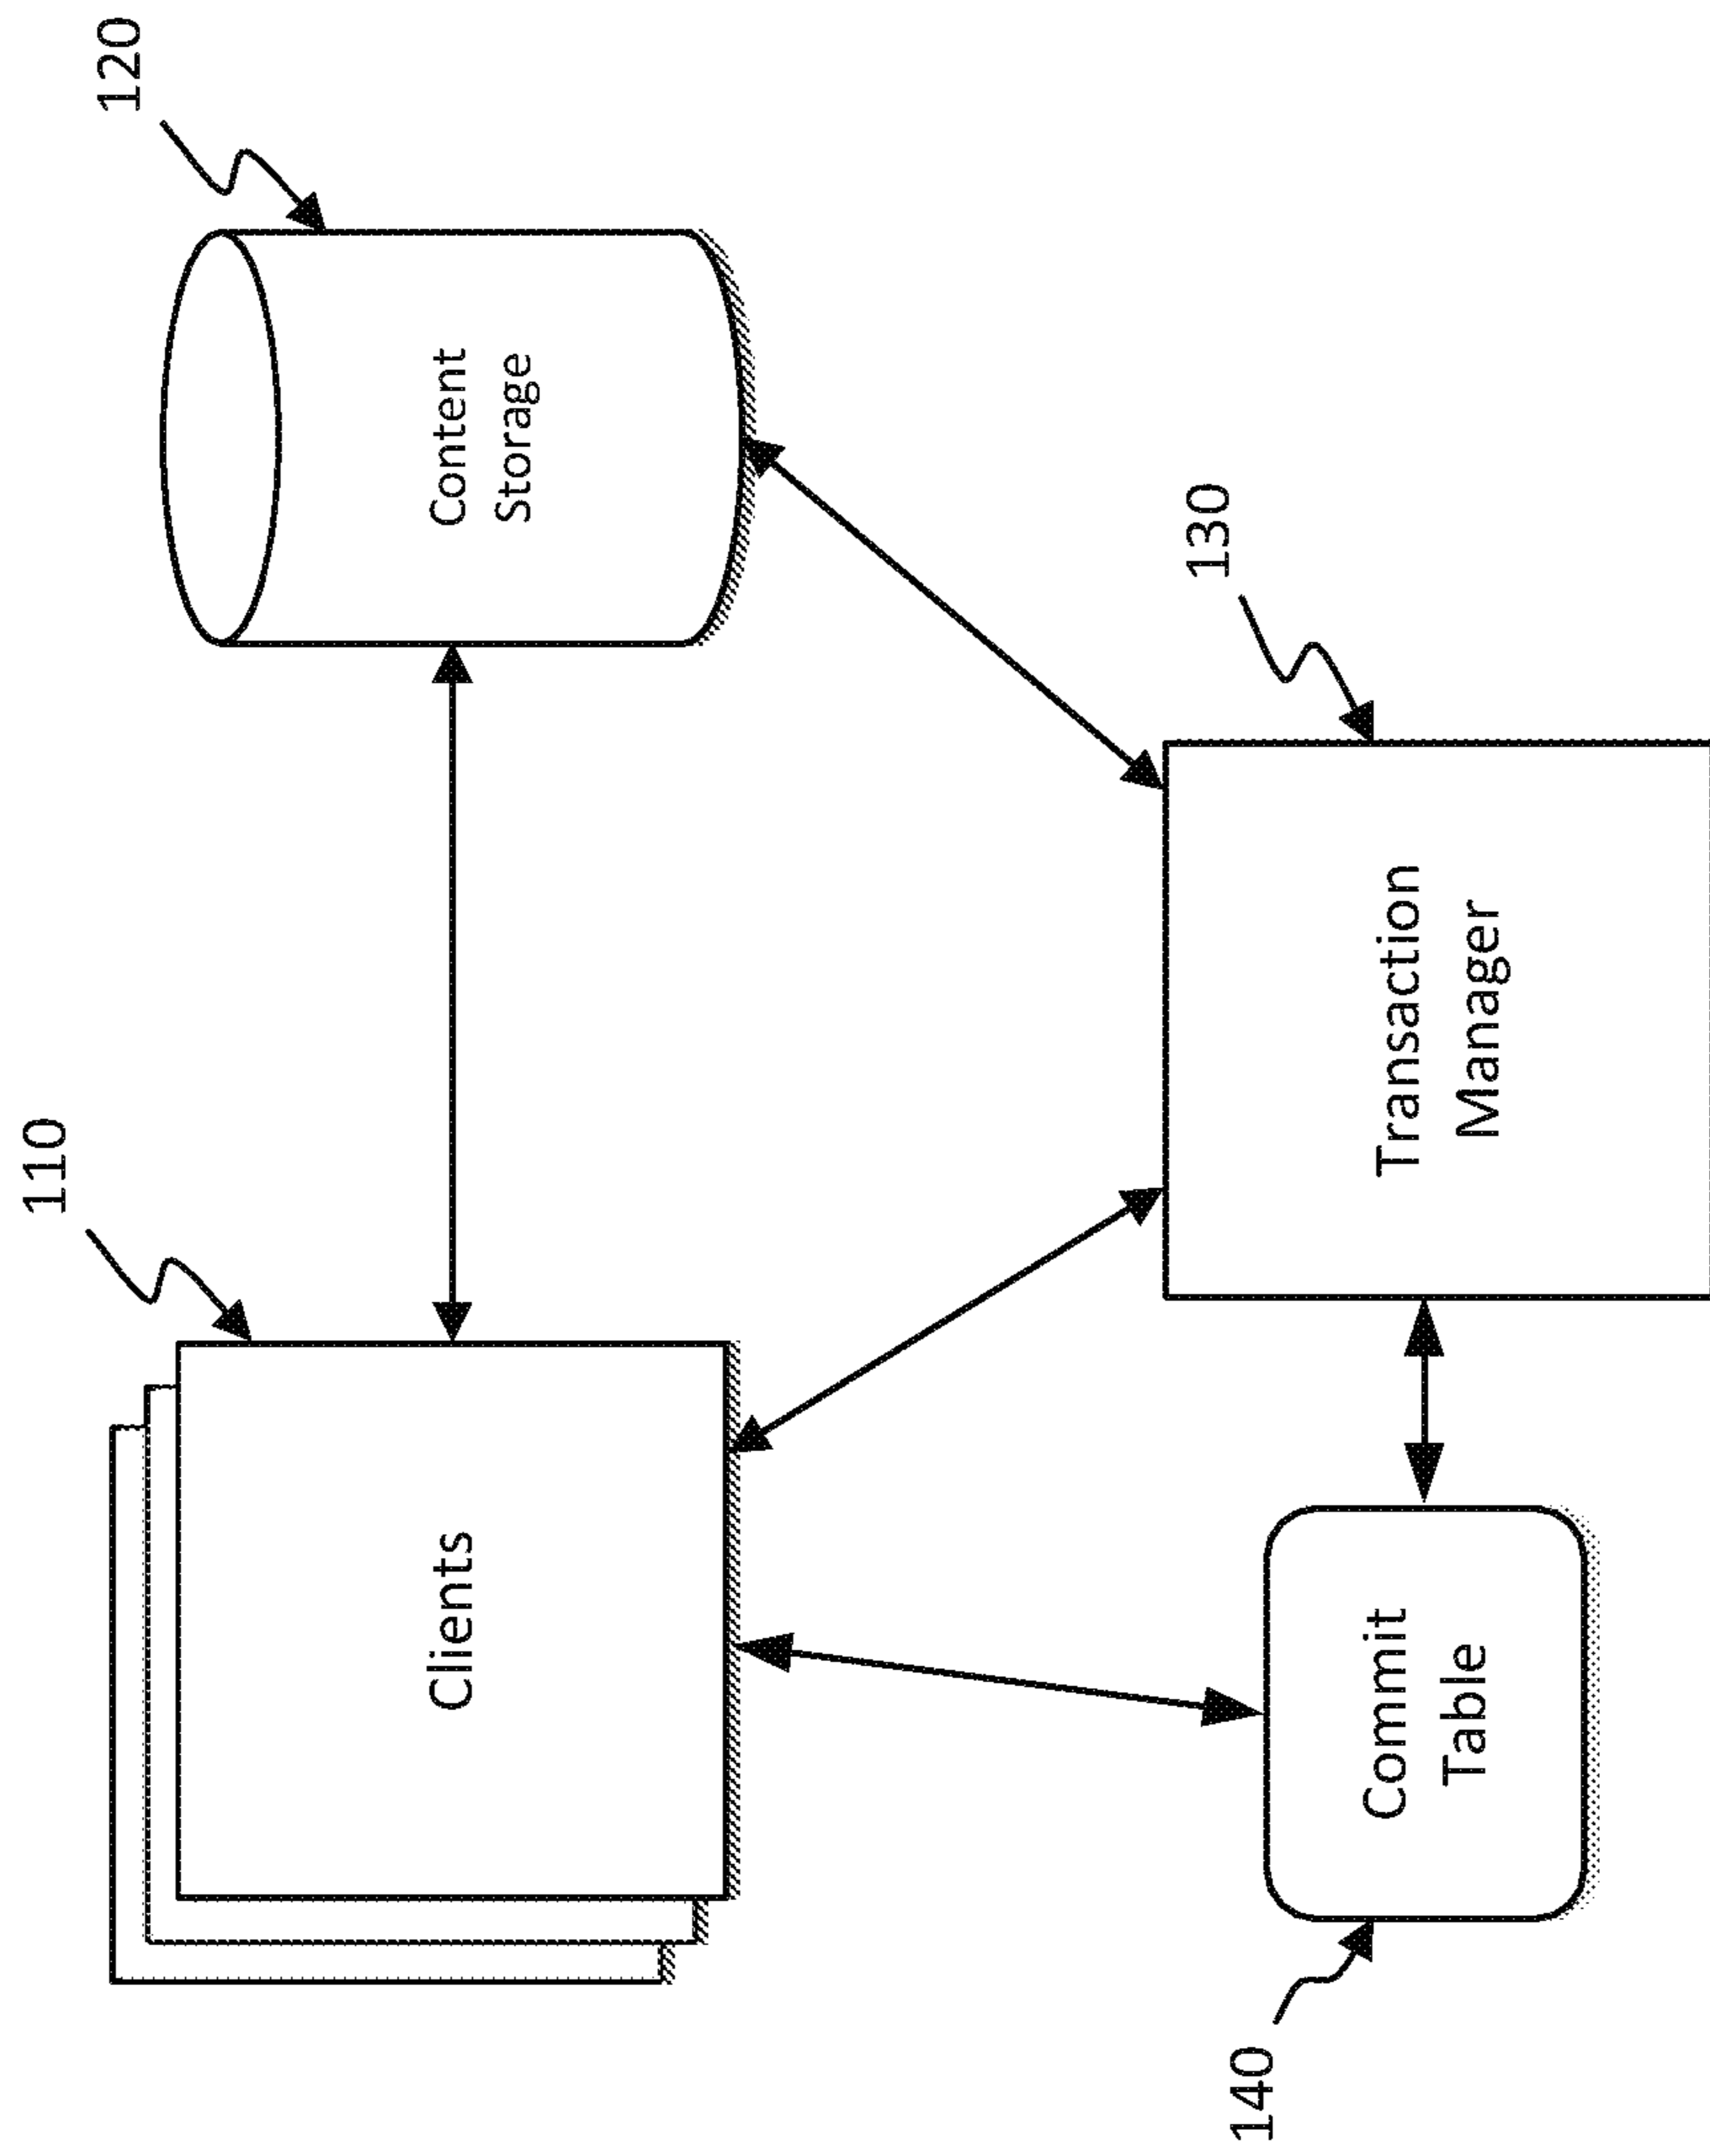 110
120
Clients
Content
Storage
130
Transaction
Manager
140
Commit
Table